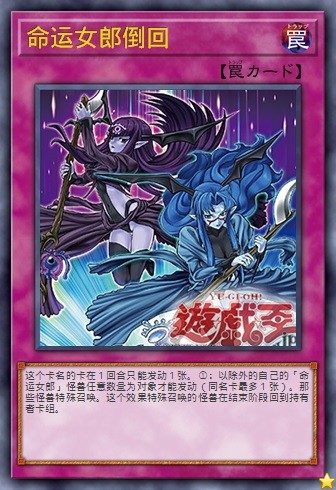 命运女郎倒回
トラップ
罠
【罠カード】
トラップ
YU-GI-OH!
遊戯王
这个卡名的卡在1回合只能发动1张。①:以除外的自己的「命
运女郎」怪兽任意数量为对象才能发动(同名卡最多1张)。那
些怪兽特殊召唤。这个效果特殊召唤的怪兽在结束阶段回到持有
者卡组。